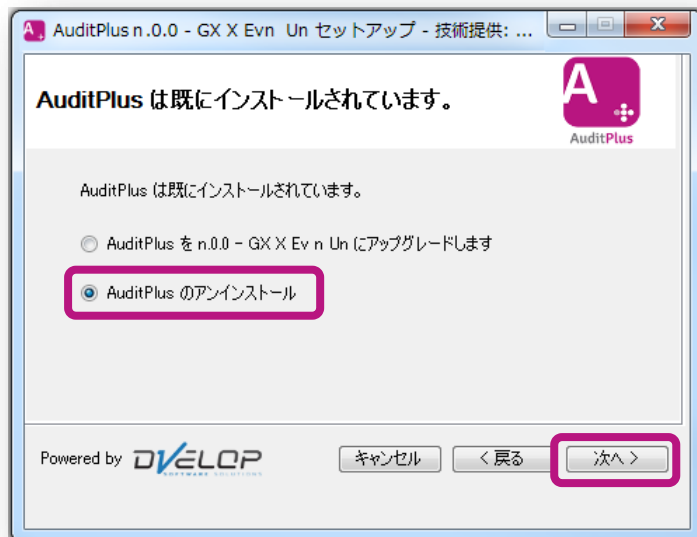 AuditPlus n.0.0 - GX X Evn Un セットアップ - 技術提供: ...
AuditPlus は既にインストールされています。
A
AuditPlus
AuditPlus は既にインストールされています。
AuditPlus を n.0.0 - GX X Ev n Un にアップグレードします
AuditPlus のアンインストール
Powered by DVELOP
SOFTWARE SOLUTIONS
キャンセル
< 戻る
次へ >